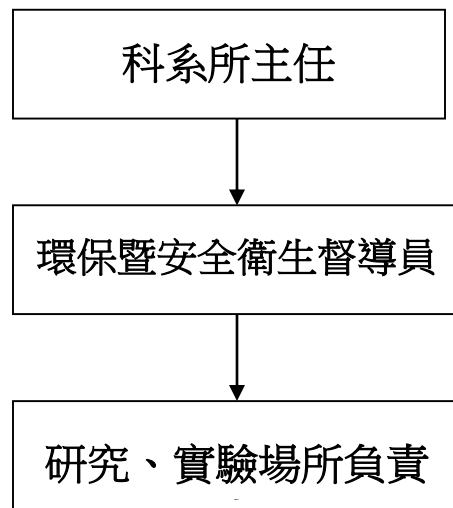 科系所主任
環保暨安全衛生督導員
研究、實驗場所負責